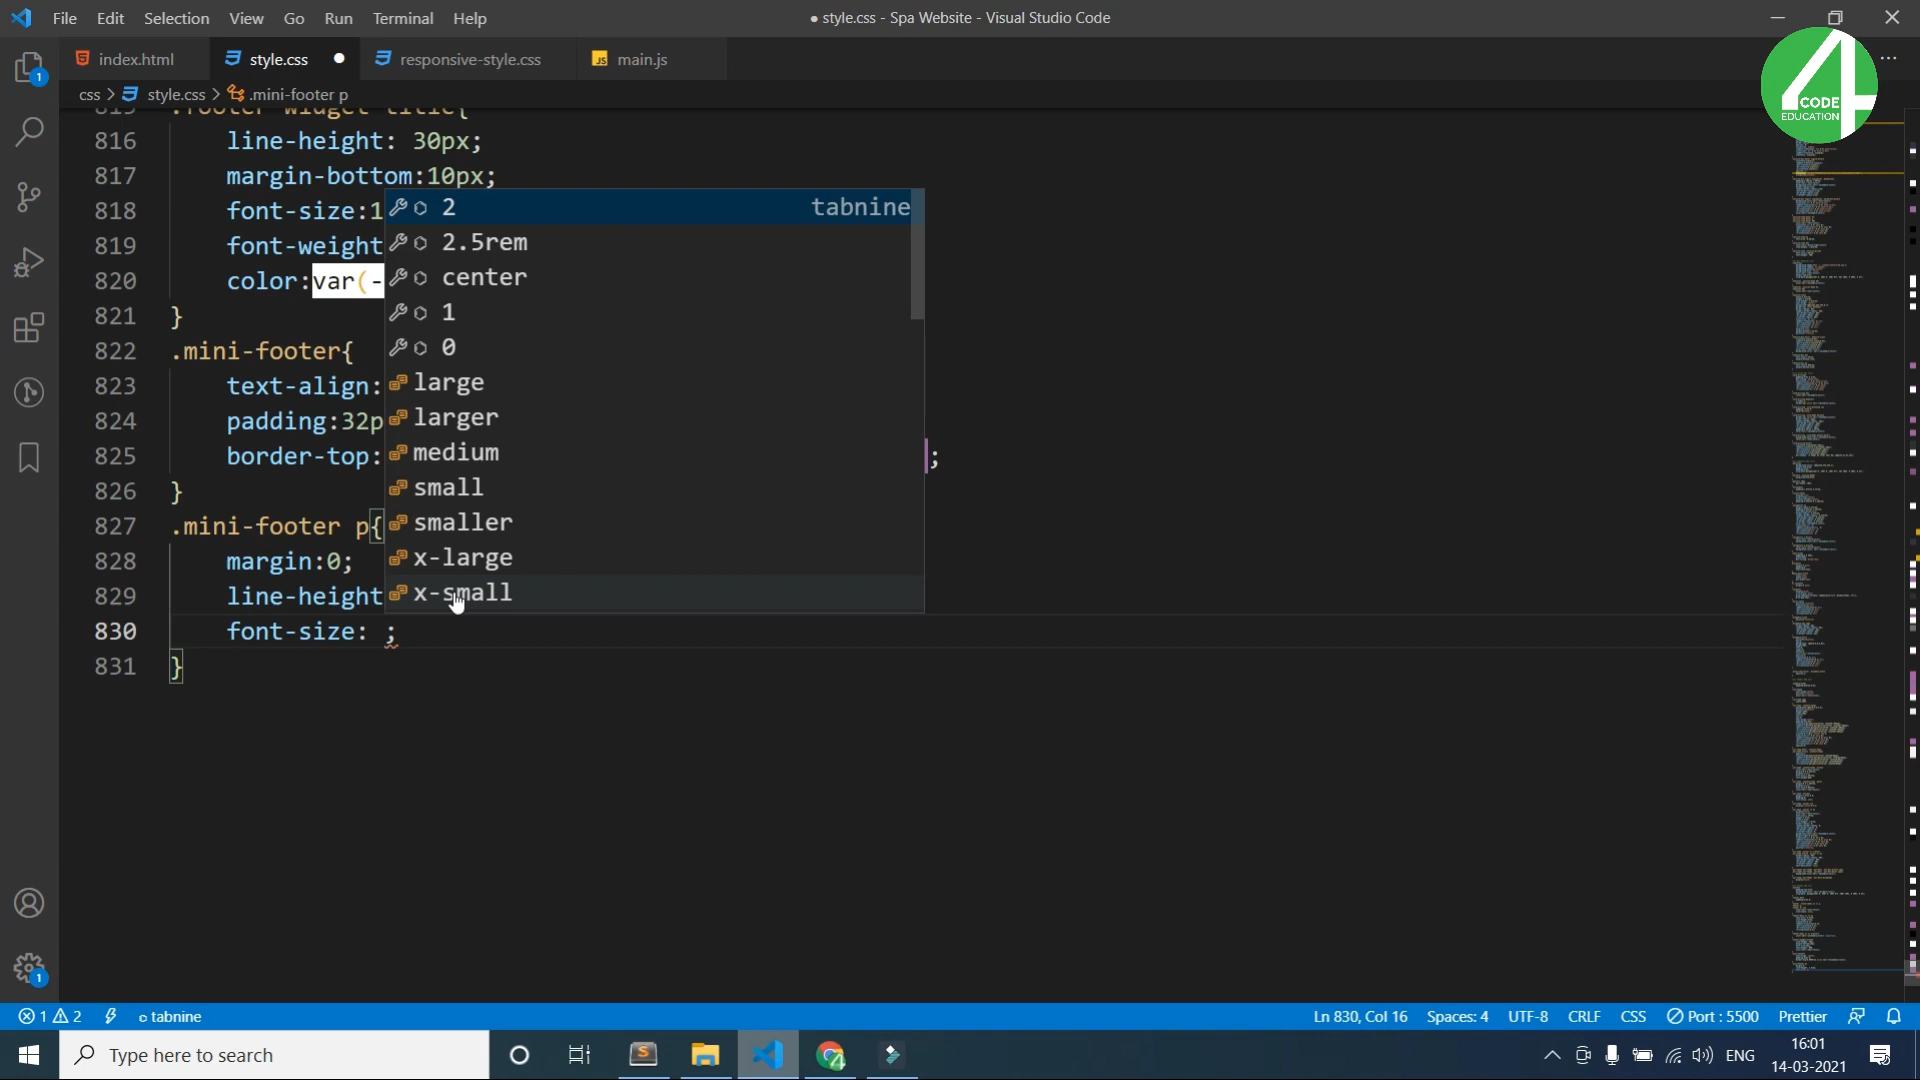 File Edit Selection View Go Run Terminal Help
● style.css - Spa Website - Visual Studio Code
index.html
style.css
responsive-style.css
JS main.js
CODE
EDUCATION
css > style.css > .mini-footer p
816 line-height: 30px;
817 margin-bottom:10px;
818 font-size:1
819 font-weight
820 color:var(-
821 }
822 .mini-footer{
823 text-align:
824 padding:32p
825 border-top: ;
826 }
827 .mini-footer p{
828 margin:0;
829 line-height
830 font-size: ;
831 }
2 tabnine
2.5rem
center
1
0
large
larger
medium
small
smaller
x-large
x-small
1
1
1 2 tabnine
Ln 830, Col 16 Spaces: 4 UTF-8 CRLF CSS Port : 5500 Prettier
Type here to search
ENG
16:01
14-03-2021